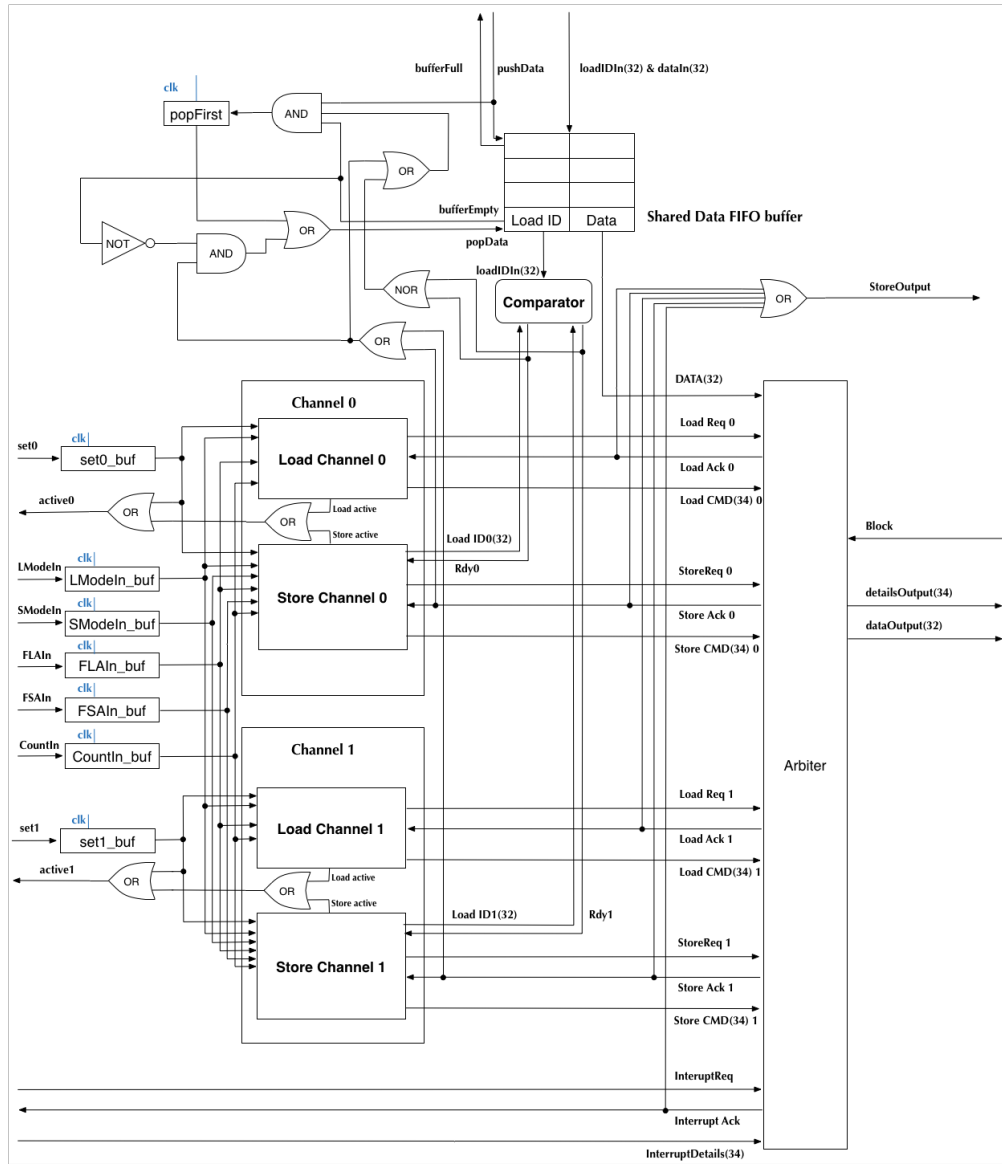 bufferFull
pushData
loadIDIn(32) & dataIn(32)
clk
popFirst
AND
OR
bufferEmpty
Load ID
Data
Shared Data FIFO buffer
OR
NOT
AND
popData
loadIDIn(32)
NOR
Comparator
OR
StoreOutput
OR
DATA(32)
Channel 0
Load Req 0
set0
clk
set0_buf
Load Channel 0
Load Ack 0
Load CMD(34) 0
active0
OR
OR
Load active
Store active
Block
Load ID0(32)
Rdy0
LModeIn
clk
LModeIn_buf
StoreReq 0
detailsOutput(34)
Store Channel 0
SModeIn
clk
SModeIn_buf
Store Ack 0
dataOutput(32)
Store CMD(34) 0
FLAIn
clk
FLAIn_buf
FSAIn
clk
FSAIn_buf
CountIn
clk
CountIn_buf
Channel 1
Arbiter
Load Req 1
set1
clk
set1_buf
Load Channel 1
Load Ack 1
Load CMD(34) 1
active1
OR
OR
Load active
Store active
Load ID1(32)
Rdy1
StoreReq 1
Store Channel 1
Store Ack 1
Store CMD(34) 1
InteruptReq
Interrupt Ack
InterruptDetails(34)